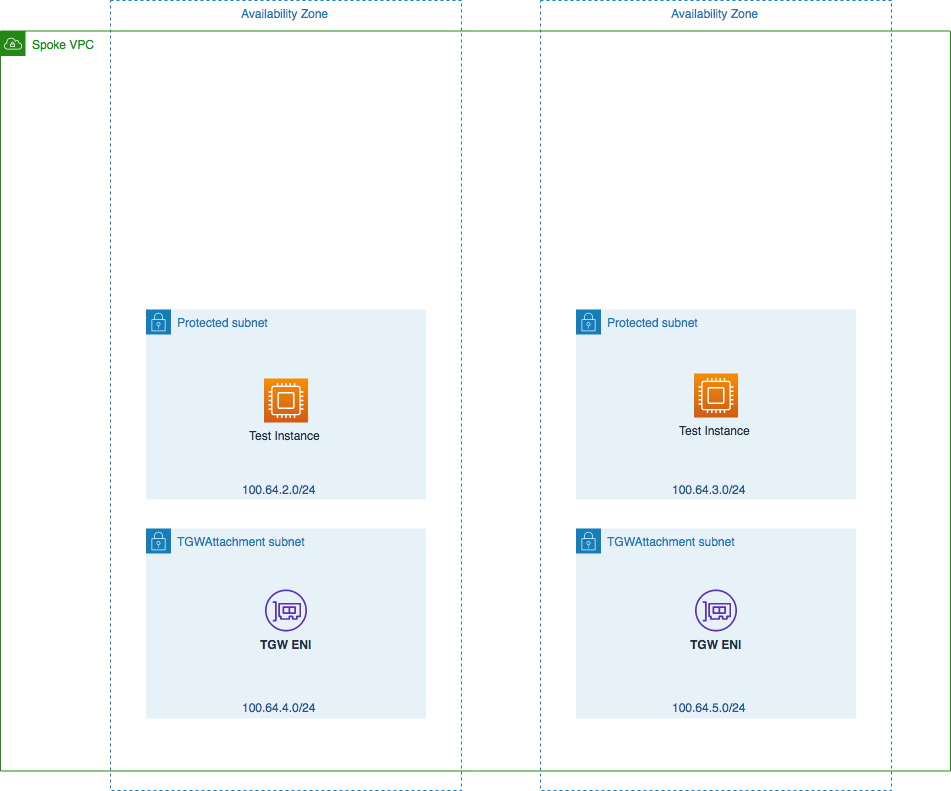 Availability Zone
Availability Zone
Spoke VPC
Protected subnet
Protected subnet
Test Instance
Test Instance
100.64.2.0/24
100.64.3.0/24
TGWAttachment subnet
TGWAttachment subnet
TGW ENI
TGW ENI
100.64.4.0/24
100.64.5.0/24